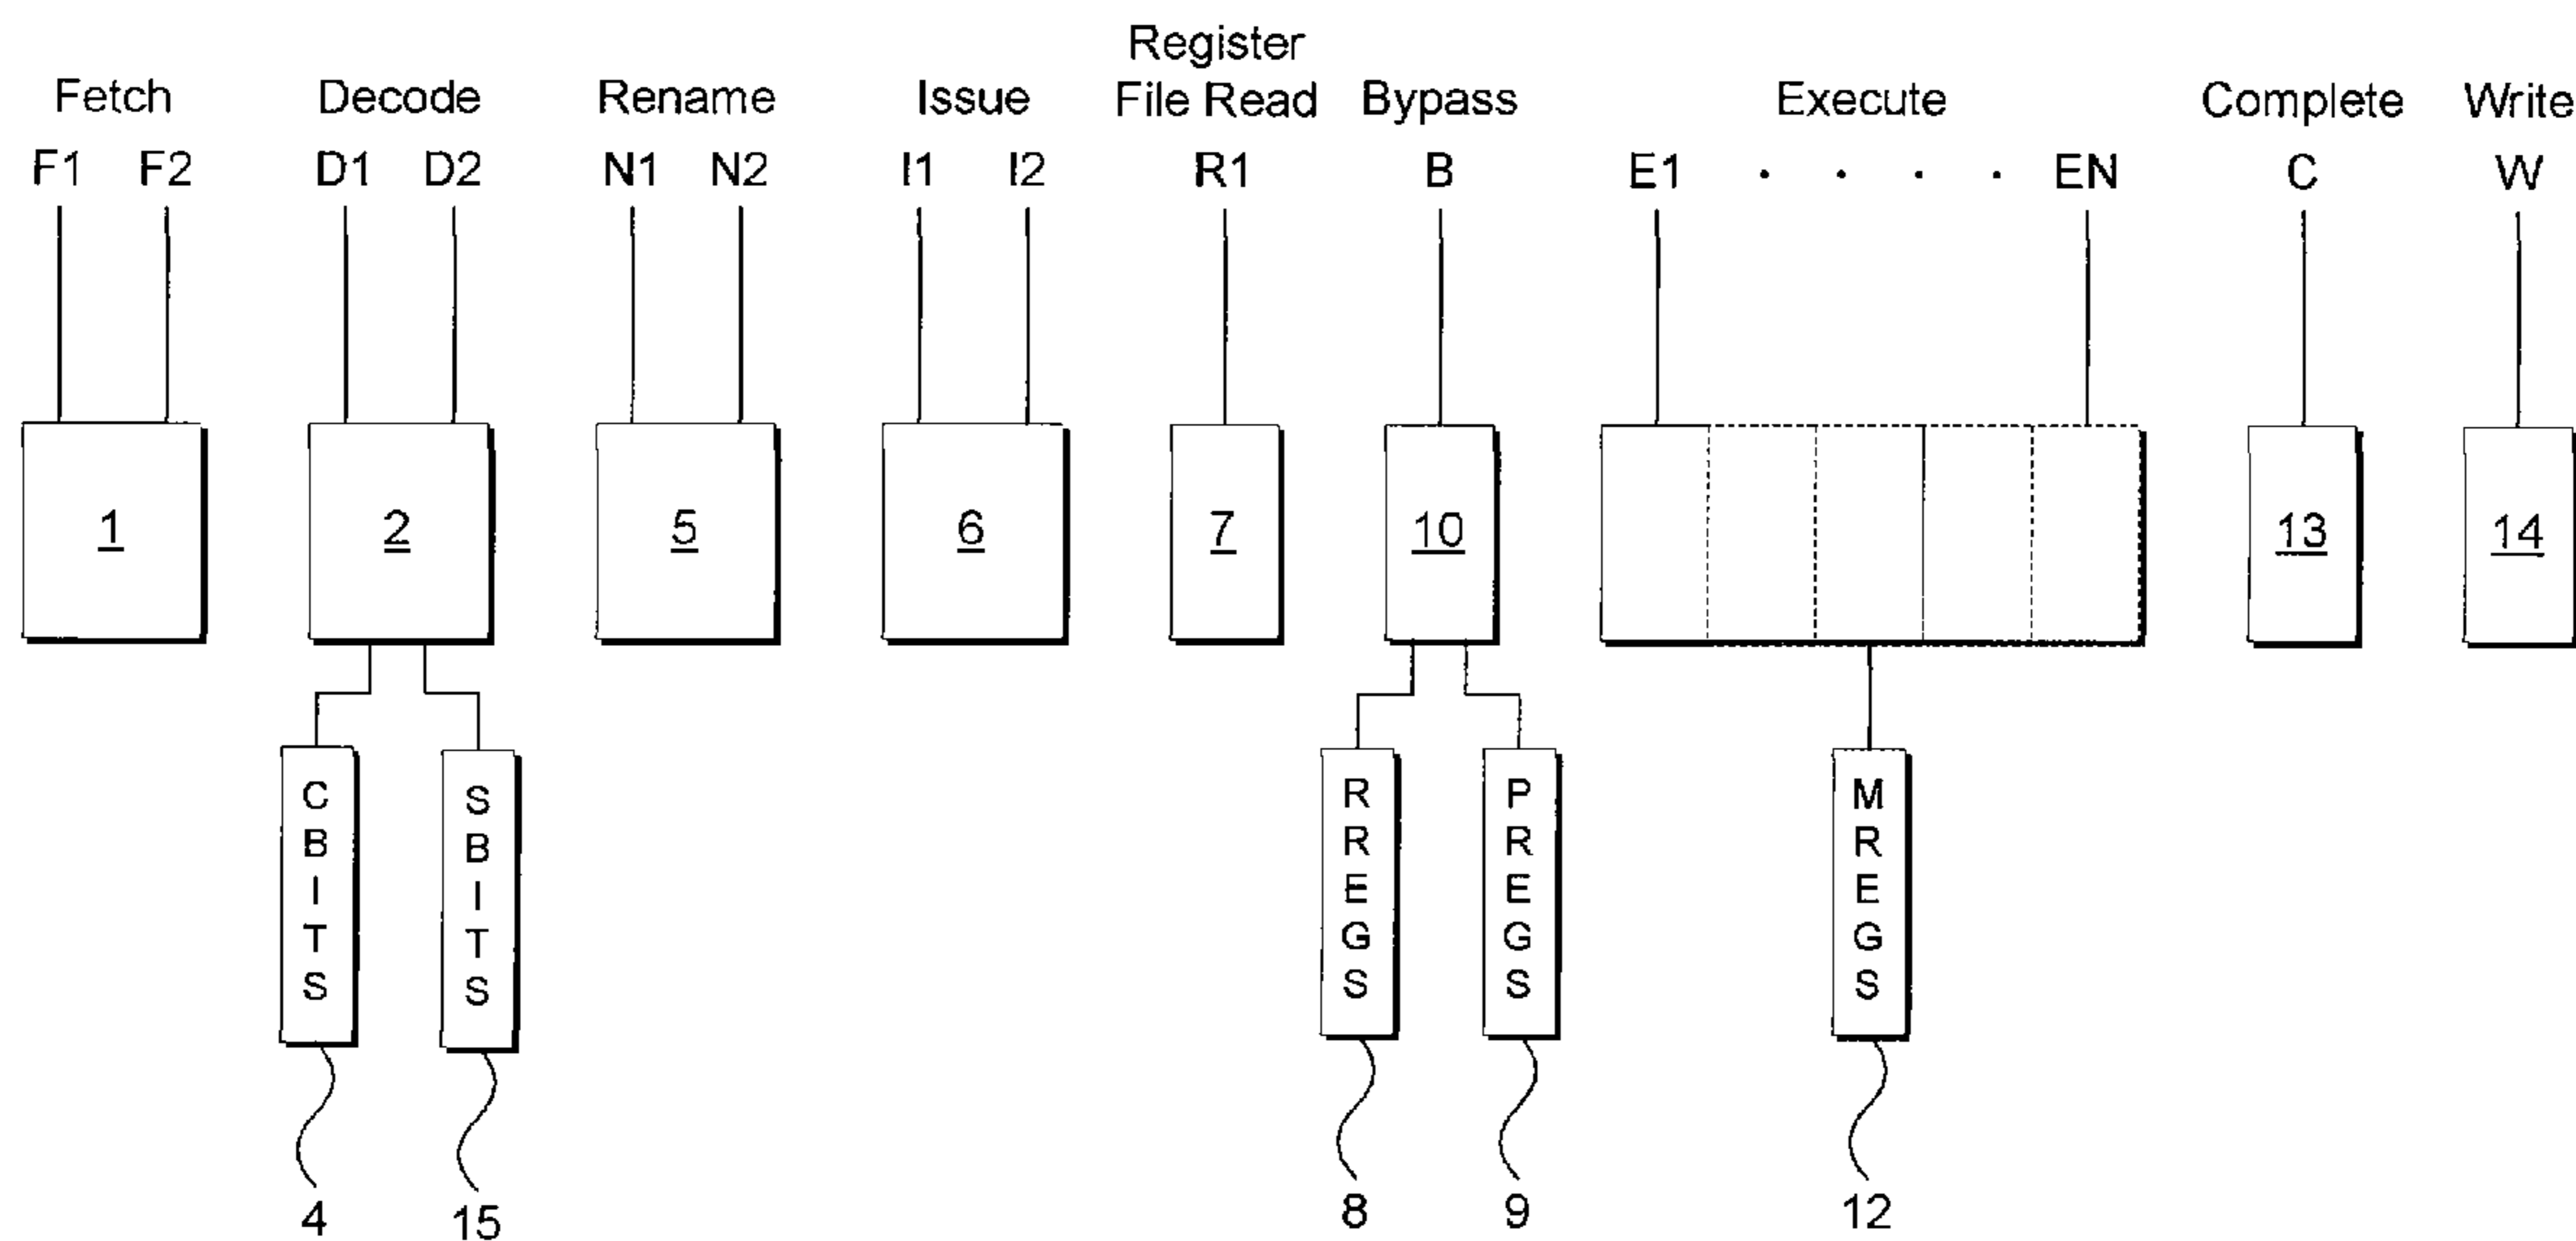 Fetch Decode Rename Issue Register File Read Bypass Execute Complete Write
F1 F2 D1 D2 N1 N2 I1 I2 R1 B E1 . . . . EN C W
1 2 5 6 7 10 13 14
CBITS SBITS RREGS PREGS MREGS
4 15 8 9 12